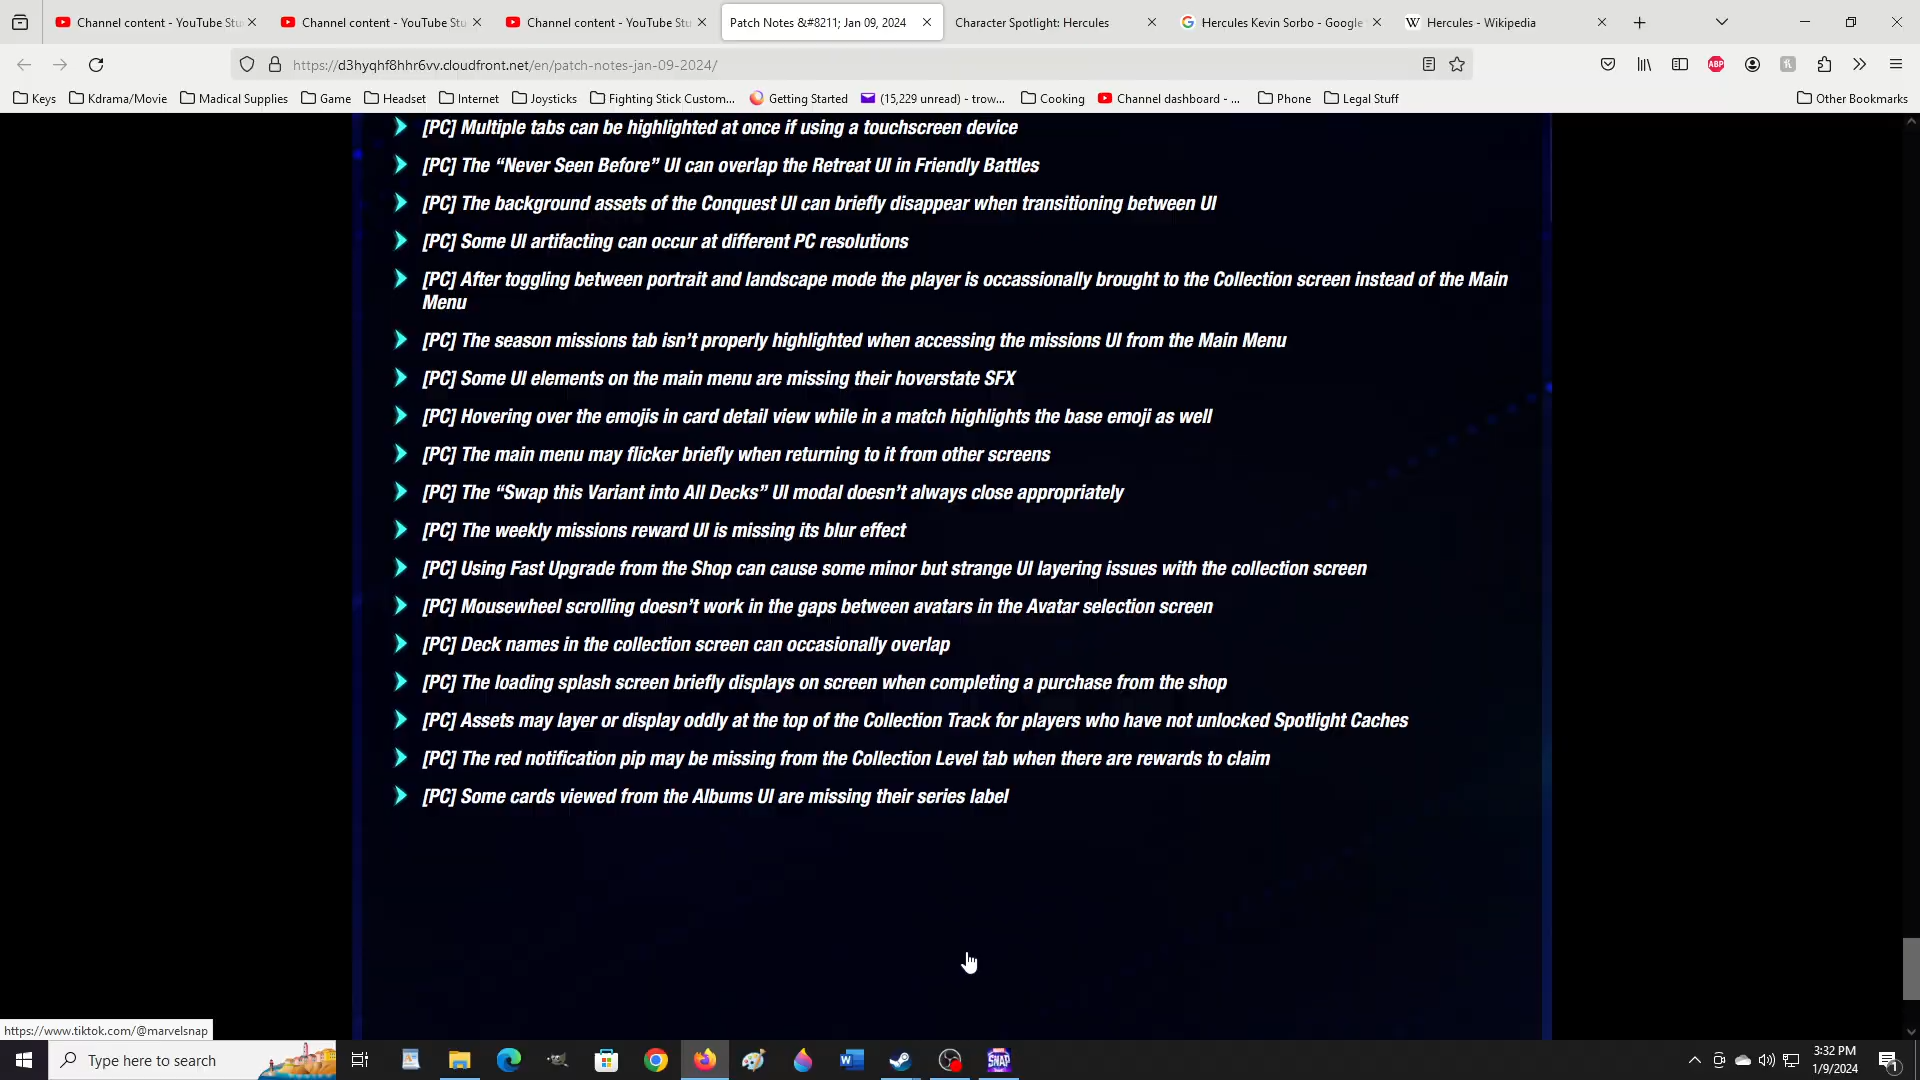 Channel content - YouTube Stu
Channel content - YouTube Stu
Channel content - YouTube Stu
Patch Notes &#8211; Jan 09, 2024
Character Spotlight: Hercules
Hercules Kevin Sorbo - Google
Hercules - Wikipedia
https://d3hyqhf8hhr6vv.cloudfront.net/en/patch-notes-jan-09-2024/
ABP
Keys
Kdrama/Movie
Madical Supplies
Game
Headset
Internet
Joysticks
Fighting Stick Custom...
Getting Started
(15,229 unread) - trow...
Cooking
Channel dashboard - ...
Phone
Legal Stuff
Other Bookmarks
[PC] Multiple tabs can be highlighted at once if using a touchscreen device
[PC] The “Never Seen Before” UI can overlap the Retreat UI in Friendly Battles
[PC] The background assets of the Conquest UI can briefly disappear when transitioning between UI
[PC] Some UI artifacting can occur at different PC resolutions
[PC] After toggling between portrait and landscape mode the player is occassionally brought to the Collection screen instead of the Main
Menu
[PC] The season missions tab isn’t properly highlighted when accessing the missions UI from the Main Menu
[PC] Some UI elements on the main menu are missing their hoverstate SFX
[PC] Hovering over the emojis in card detail view while in a match highlights the base emoji as well
[PC] The main menu may flicker briefly when returning to it from other screens
[PC] The “Swap this Variant into All Decks” UI modal doesn’t always close appropriately
[PC] The weekly missions reward UI is missing its blur effect
[PC] Using Fast Upgrade from the Shop can cause some minor but strange UI layering issues with the collection screen
[PC] Mousewheel scrolling doesn’t work in the gaps between avatars in the Avatar selection screen
[PC] Deck names in the collection screen can occasionally overlap
[PC] The loading splash screen briefly displays on screen when completing a purchase from the shop
[PC] Assets may layer or display oddly at the top of the Collection Track for players who have not unlocked Spotlight Caches
[PC] The red notification pip may be missing from the Collection Level tab when there are rewards to claim
[PC] Some cards viewed from the Albums UI are missing their series label
https://www.tiktok.com/@marvelsnap
Type here to search
SNAP
3:32 PM
1/9/2024
1